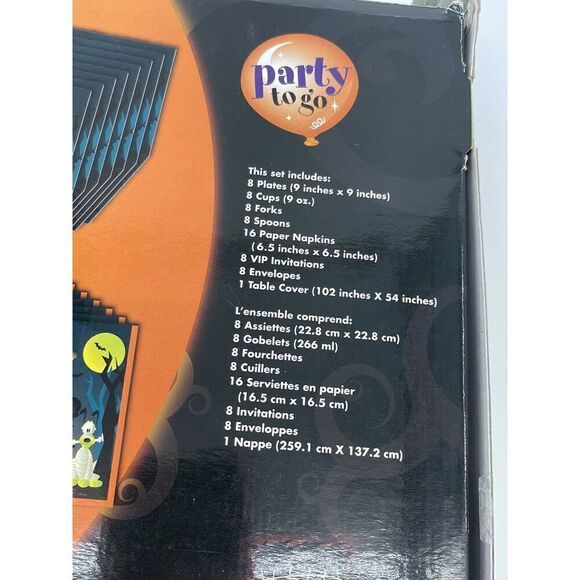 party
to go
This set includes:
8 Plates (9 inches x 9 inches)
8 Cups (9 oz.)
8 Forks
8 Spoons
16 Paper Napkins
(6.5 inches x 6.5 inches)
8 VIP Invitations
8 Envelopes
1 Table Cover (102 inches X 54 inches)
L'ensemble comprend:
8 Assiettes (22.8 cm x 22.8 cm)
8 Gobelets (266 ml)
8 Fourchettes
8 Cuillers
16 Serviettes en papier
(16.5 cm x 16.5 cm)
8 Invitations
8 Enveloppes
1 Nappe (259.1 cm X 137.2 cm)